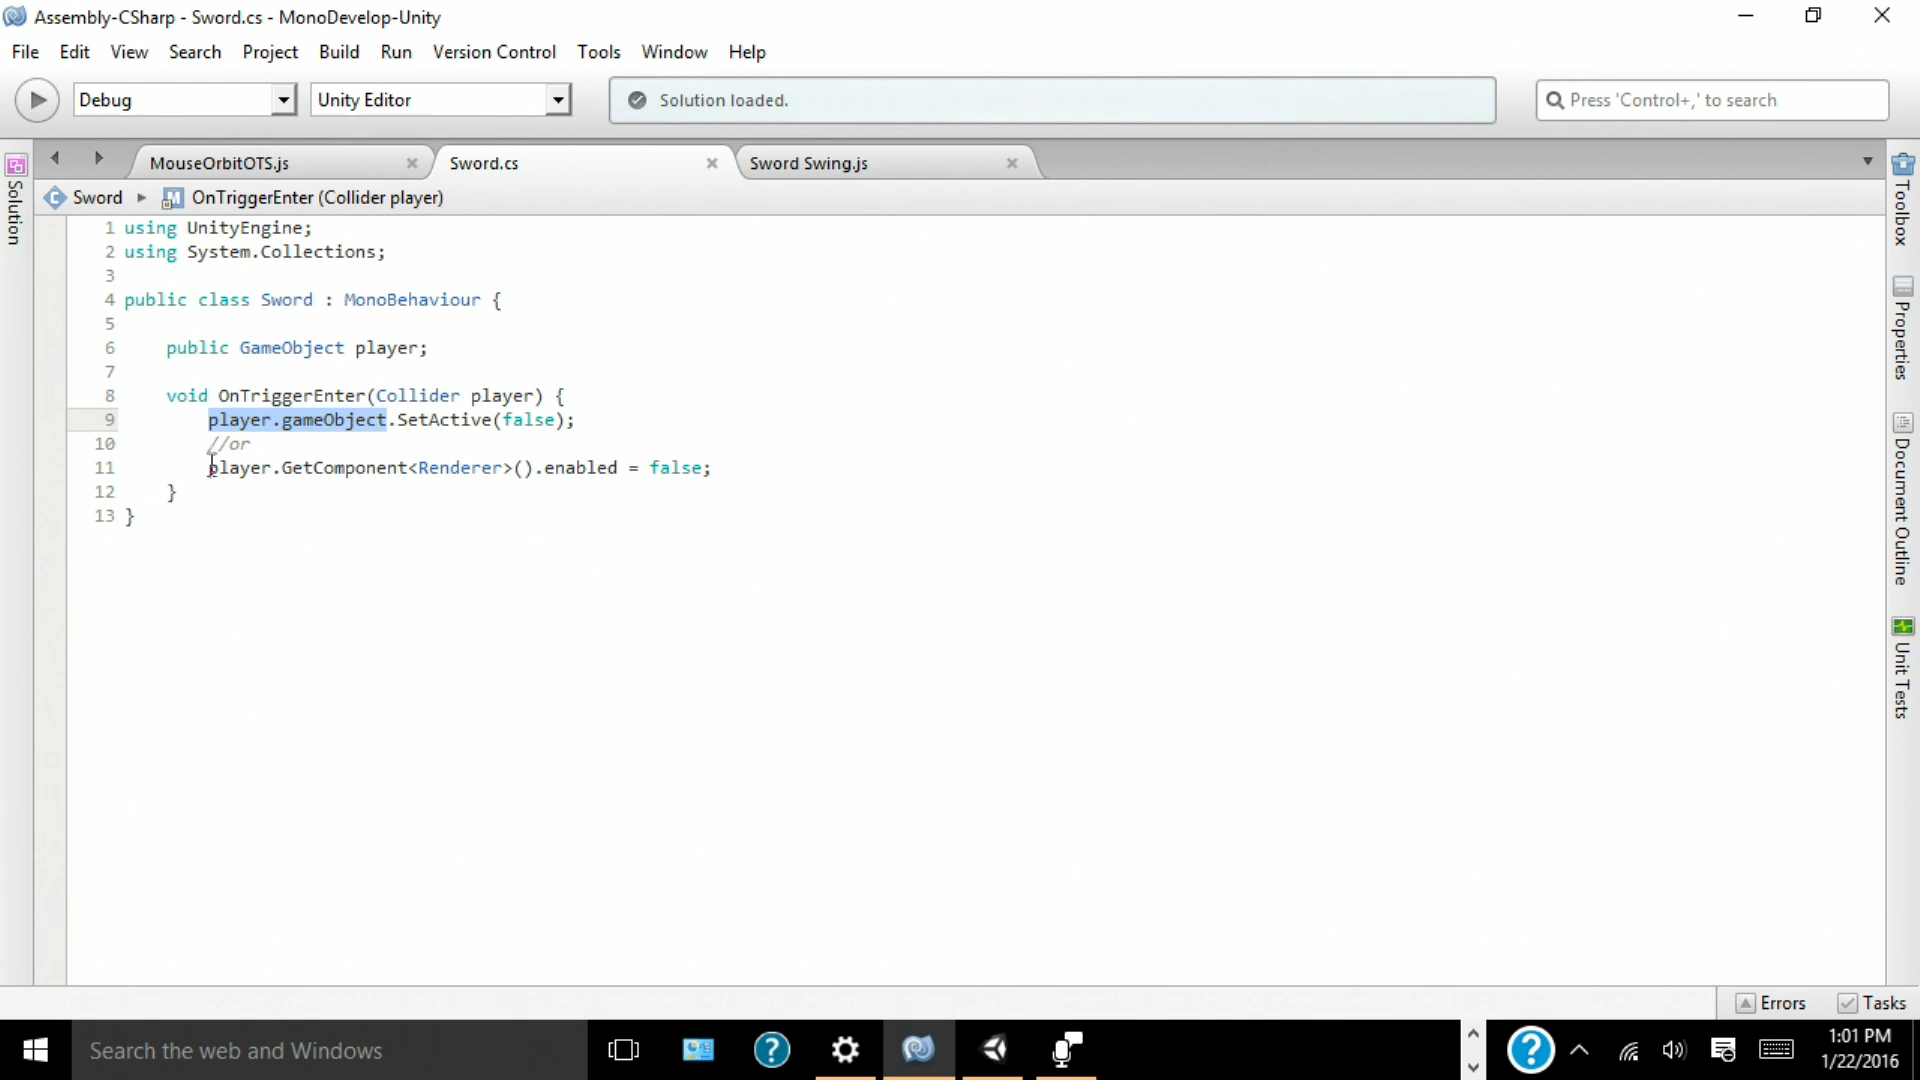 Assembly-CSharp - Sword.cs - MonoDevelop-Unity
File Edit View Search Project Build Run Version Control Tools Window Help
Debug Unity Editor Solution loaded. Press 'Control+,' to search
MouseOrbitOTS.js Sword.cs Sword Swing.js
Sword OnTriggerEnter (Collider player)
1 using UnityEngine;
2 using System.Collections;
3
4 public class Sword : MonoBehaviour {
5
6 public GameObject player;
7
8 void OnTriggerEnter(Collider player) {
9 player.gameObject.SetActive(false);
10 //or
11 player.GetComponent<Renderer>().enabled = false;
12 }
13 }
Solution
Toolbox
Properties
Document Outline
Unit Tests
Errors Tasks
Search the web and Windows
1:01 PM
1/22/2016